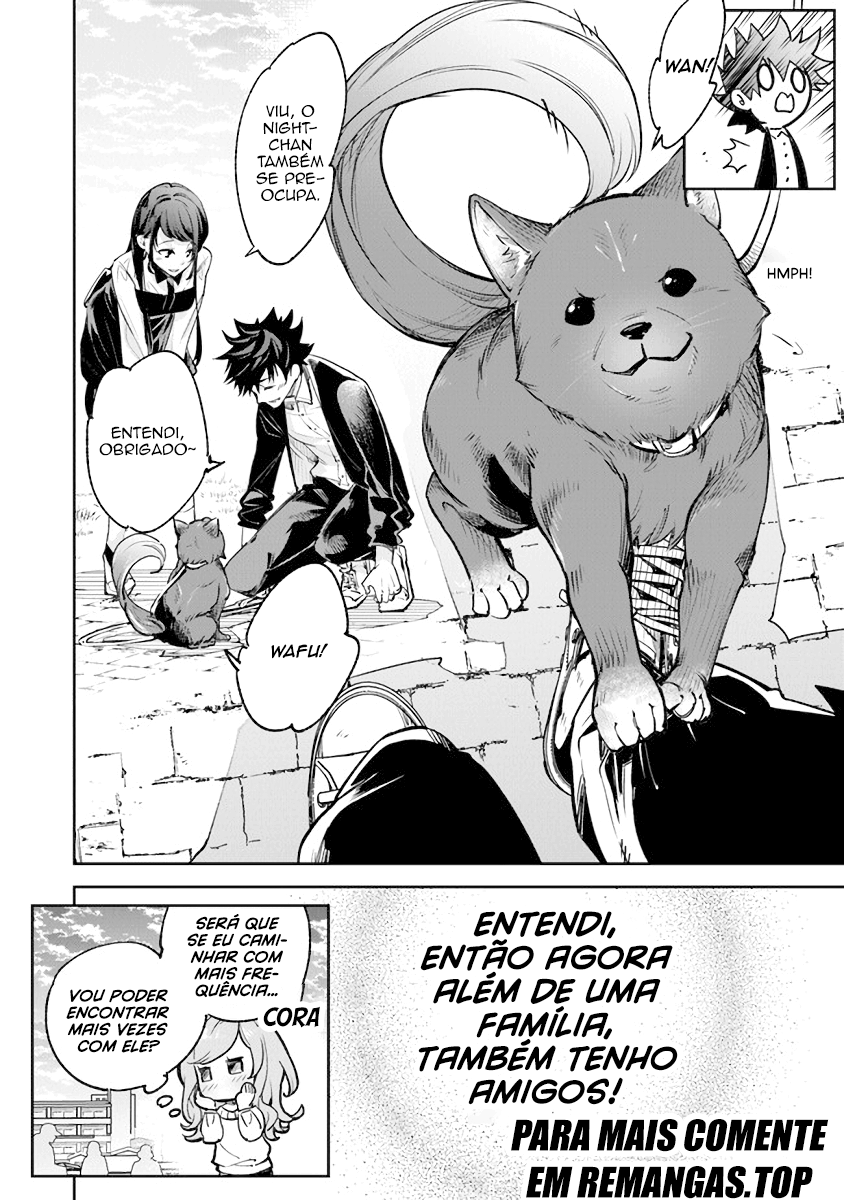 WAN!
VIU, O
NIGHT-
CHAN
TAMBÉM
SE PRE-
OCUPA.
HMPH!
ENTENDI,
OBRIGADO~
WAFU!
ENTENDI,
ENTÃO AGORA
ALÉM DE UMA
FAMÍLIA,
TAMBÉM TENHO
AMIGOS!
SERÁ QUE
SE EU CAMI-
NHAR COM
MAIS FRE-
QUÊNCIA...
CORA
VOU PODER
ENCONTRAR
MAIS VEZES
COM ELE?
PARA MAIS COMENTE
EM REMANGAS.TOP